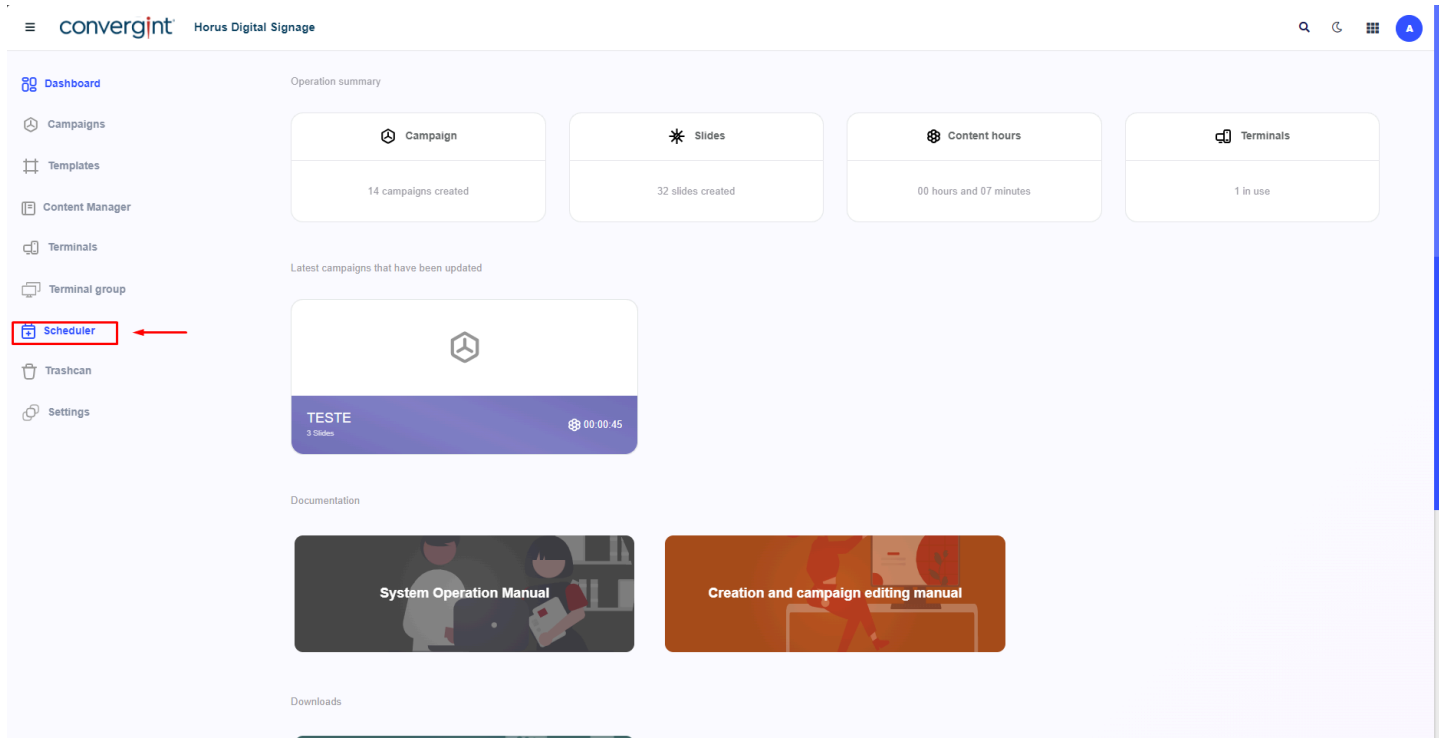 convergint Horus Digital Signage
A
Dashboard
Campaigns
Templates
Content Manager
Terminals
Terminal group
Scheduler
Trashcan
Settings
Operation summary
Campaign
14 campaigns created
Slides
32 slides created
Content hours
00 hours and 07 minutes
Terminals
1 in use
Latest campaigns that have been updated
TESTE
3 Slides
00:00:45
Documentation
System Operation Manual
Creation and campaign editing manual
Downloads